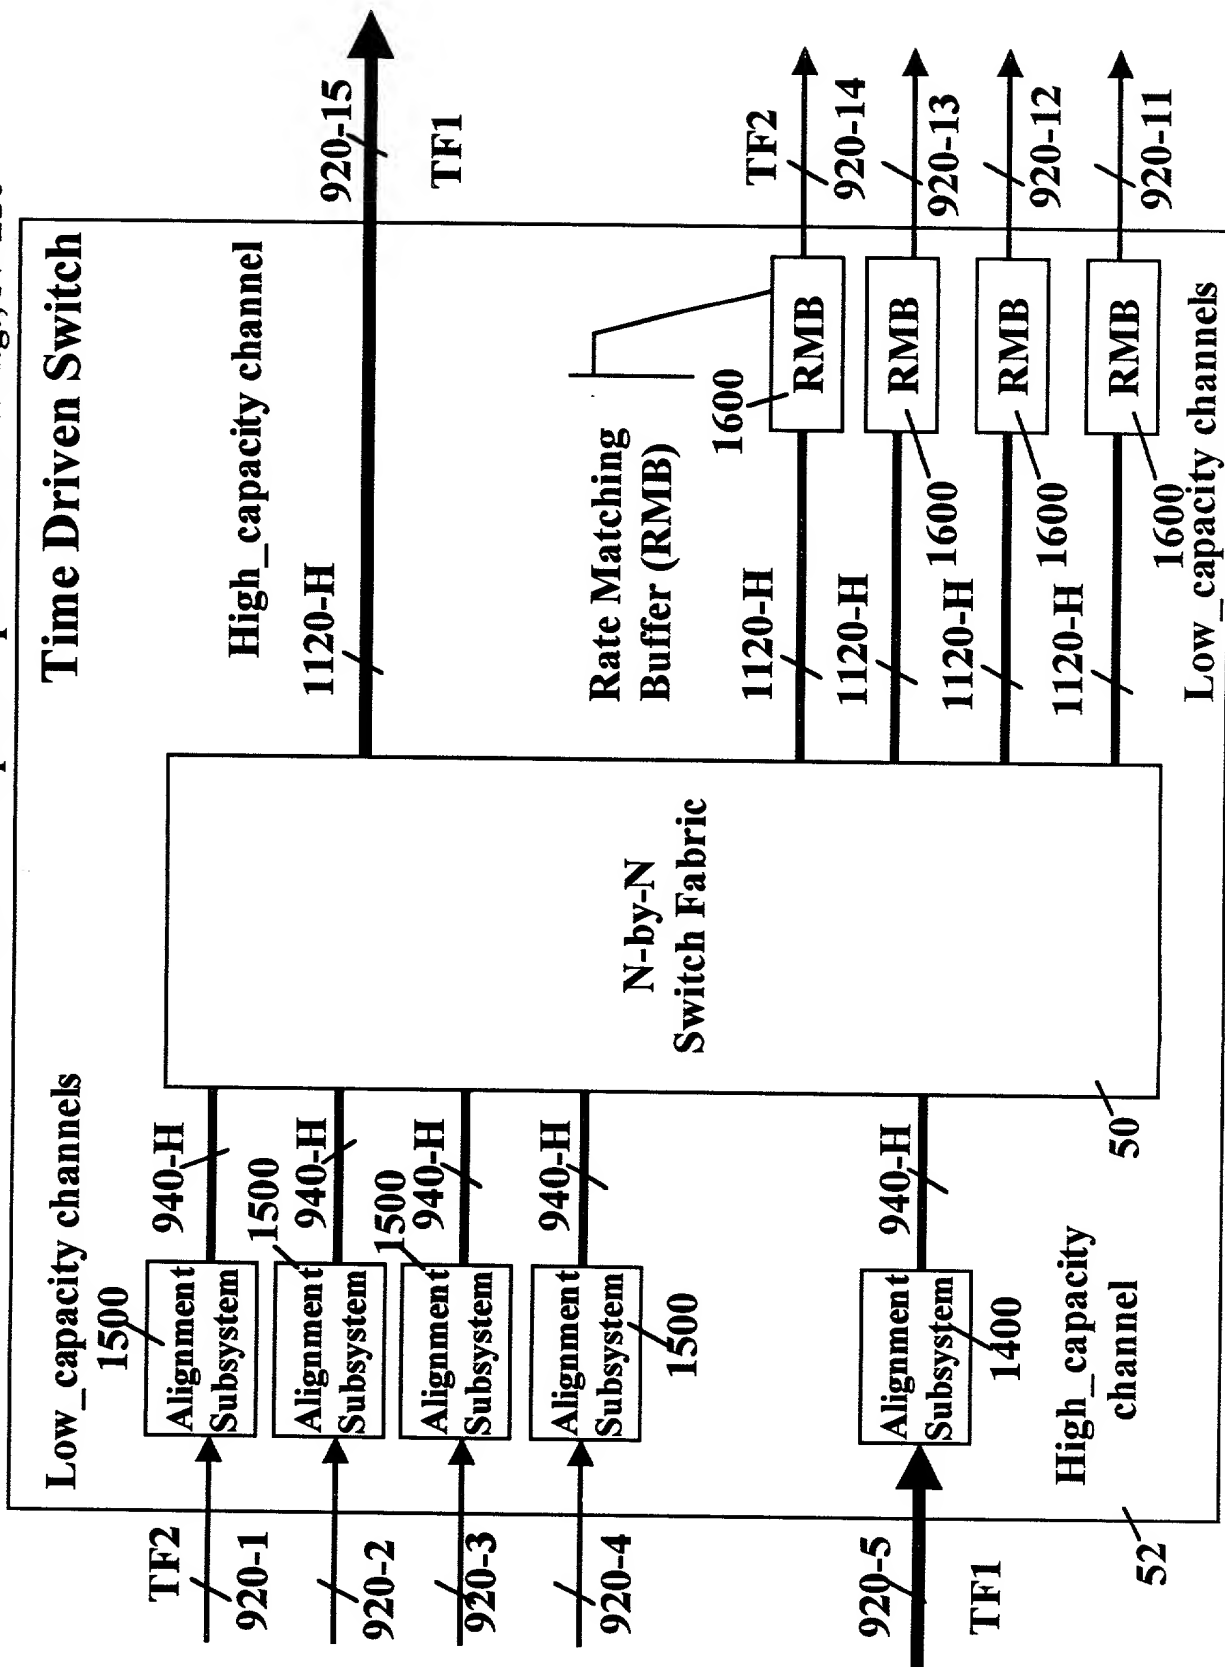 Time Driven Switch
Low_capacity channels
High_capacity channel
TF2
920-1
1500
Alignment
Subsystem
940-H
920-2
1500
Alignment
Subsystem
940-H
920-3
1500
Alignment
Subsystem
940-H
920-4
1500
Alignment
Subsystem
940-H
920-5
TF1
1400
Alignment
Subsystem
940-H
High_capacity
channel
52
50
N-by-N
Switch Fabric
1120-H
920-15
TF1
Rate Matching
Buffer (RMB)
1120-H
1600
RMB
TF2
920-14
1120-H
1600
RMB
920-13
1120-H
1600
RMB
920-12
1120-H
1600
RMB
920-11
Low_capacity channels